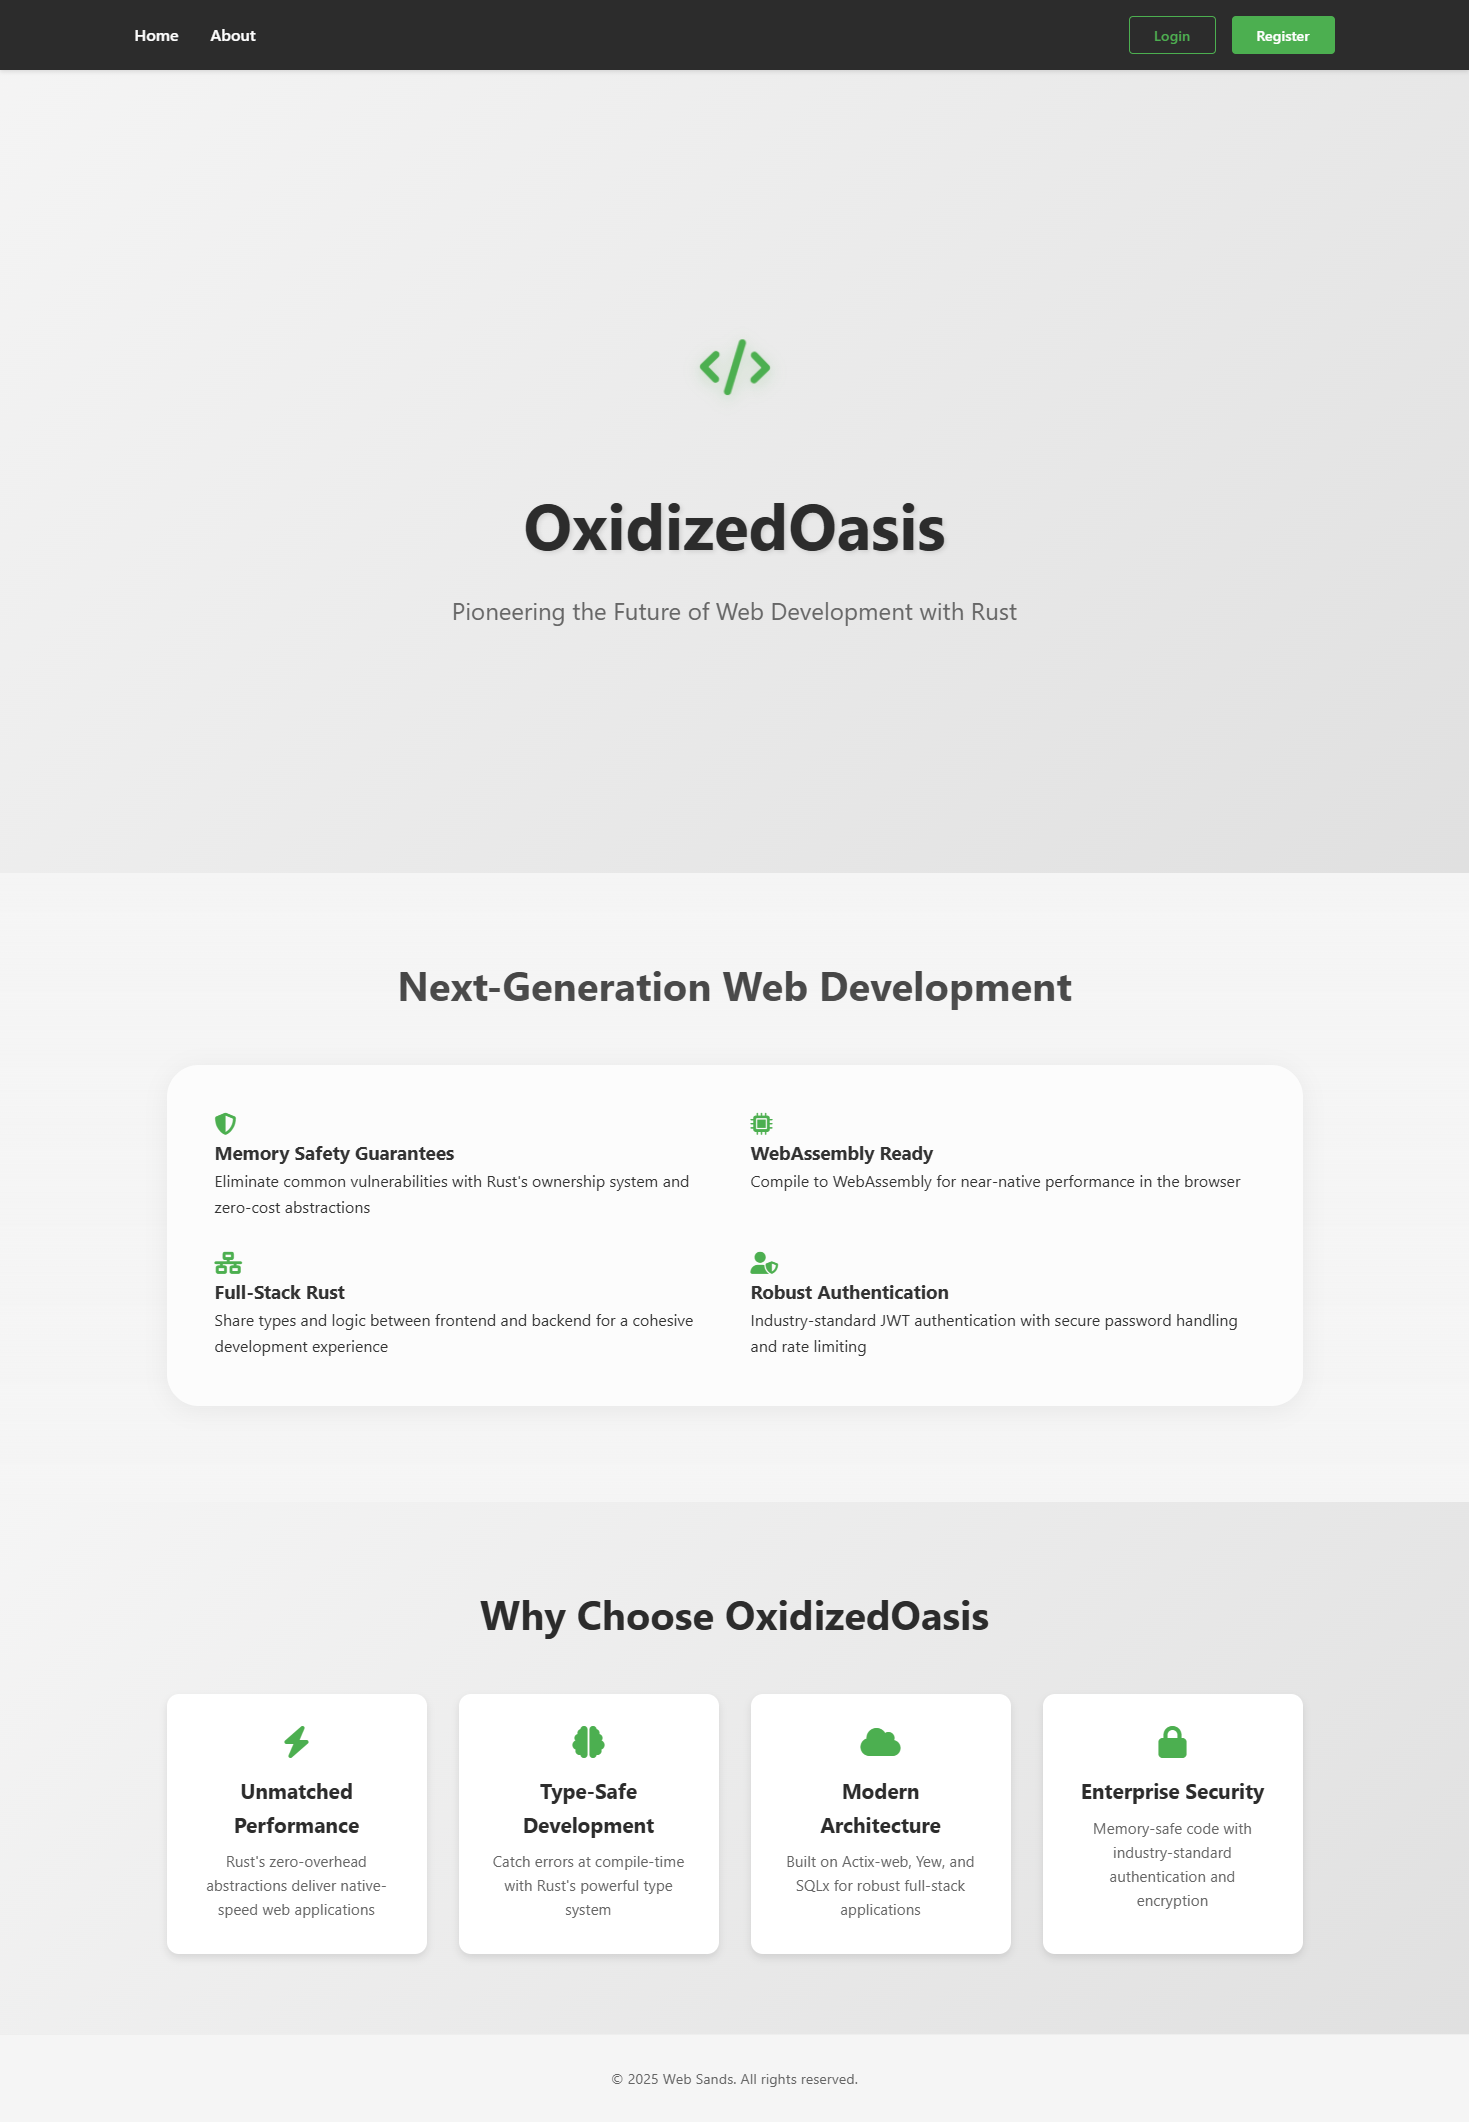 Home About Login Register
OxidizedOasis
Pioneering the Future of Web Development with Rust
Next-Generation Web Development
Memory Safety Guarantees
Eliminate common vulnerabilities with Rust's ownership system and
zero-cost abstractions
WebAssembly Ready
Compile to WebAssembly for near-native performance in the browser
Full-Stack Rust
Share types and logic between frontend and backend for a cohesive
development experience
Robust Authentication
Industry-standard JWT authentication with secure password handling
and rate limiting
Why Choose OxidizedOasis
Unmatched
Performance
Rust's zero-overhead
abstractions deliver native-
speed web applications
Type-Safe
Development
Catch errors at compile-time
with Rust's powerful type
system
Modern
Architecture
Built on Actix-web, Yew, and
SQLx for robust full-stack
applications
Enterprise Security
Memory-safe code with
industry-standard
authentication and
encryption
© 2025 Web Sands. All rights reserved.